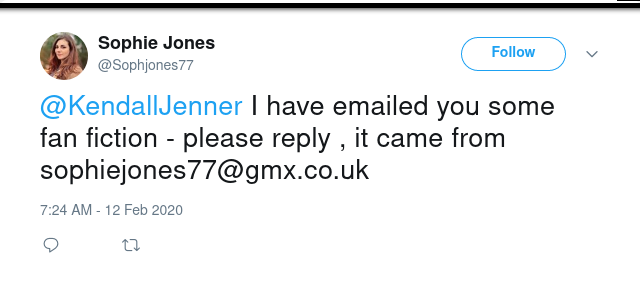 Sophie Jones
@Sophjones77
Follow
@KendallJenner I have emailed you some
fan fiction - please reply , it came from
sophiejones77@gmx.co.uk
7:24 AM - 12 Feb 2020